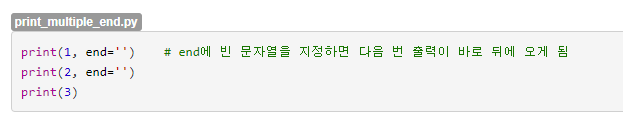 print_multiple_end.py
print(1, end='')    # end에 빈 문자열을 지정하면 다음 번 출력이 바로 뒤에 오게 됨
print(2, end='')
print(3)